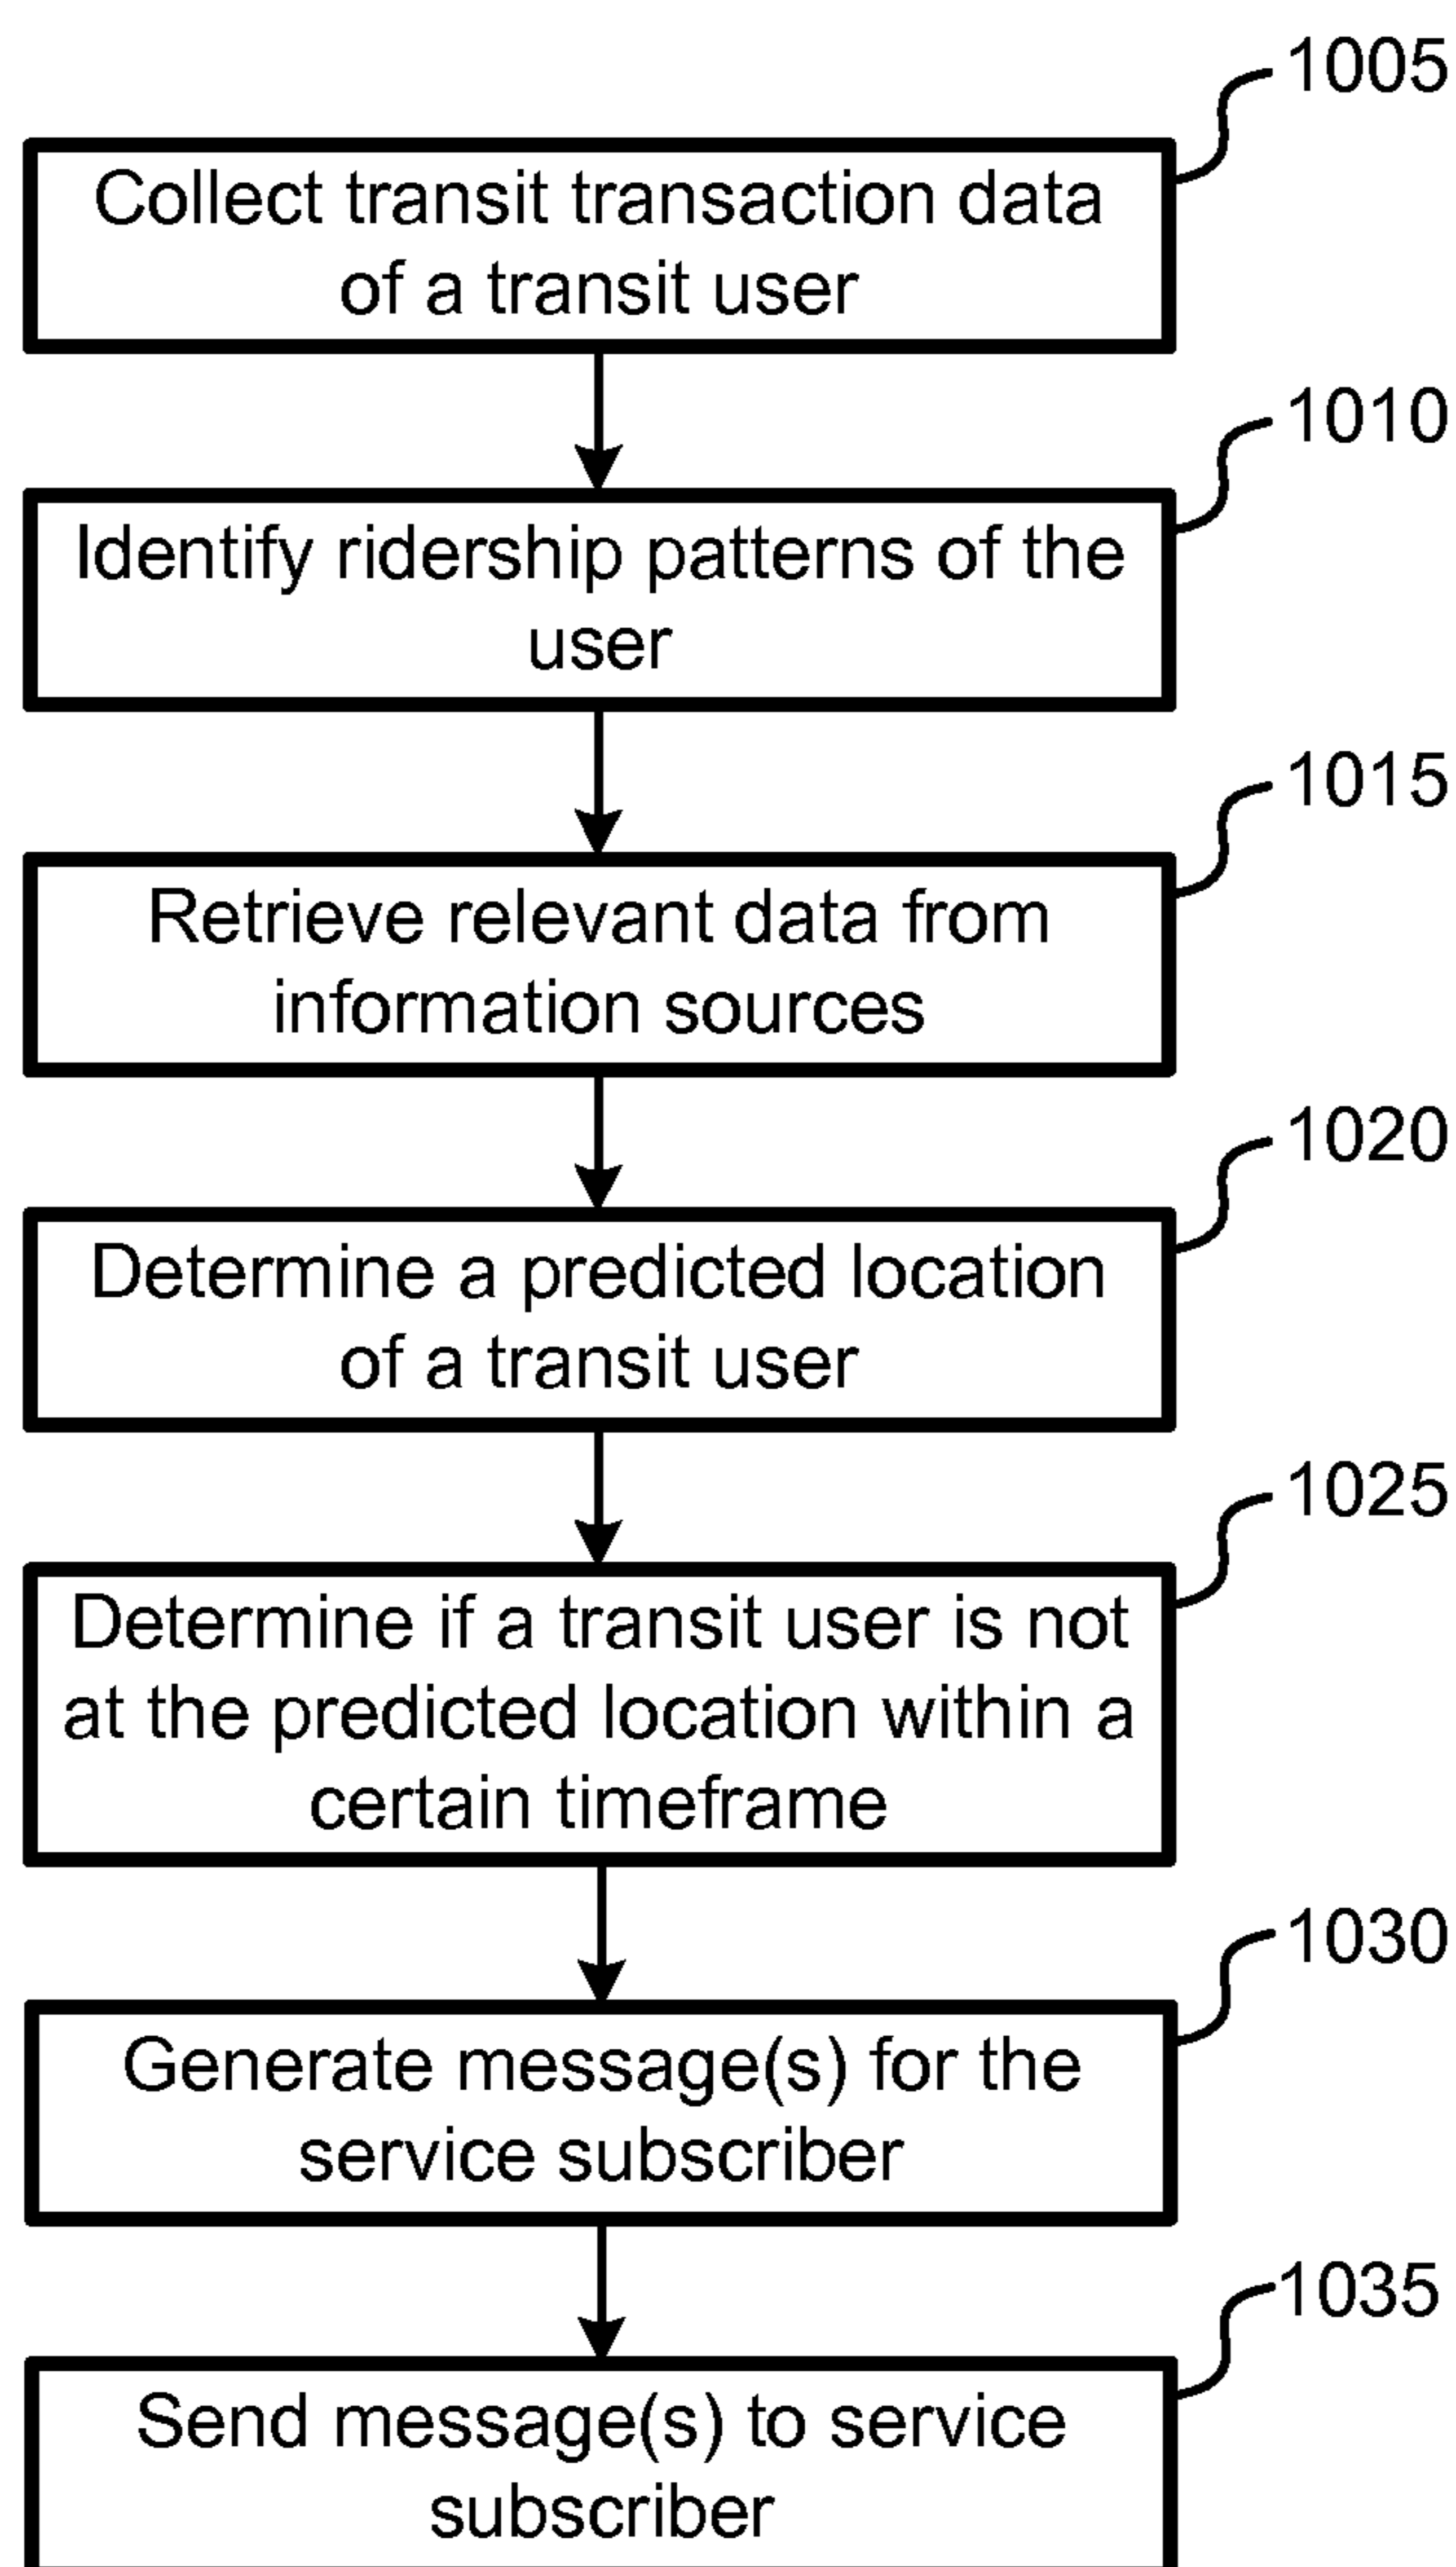 1005
Collect transit transaction data
of a transit user
1010
Identify ridership patterns of the
user
1015
Retrieve relevant data from
information sources
1020
Determine a predicted location
of a transit user
1025
Determine if a transit user is not
at the predicted location within a
certain timeframe
1030
Generate message(s) for the
service subscriber
1035
Send message(s) to service
subscriber